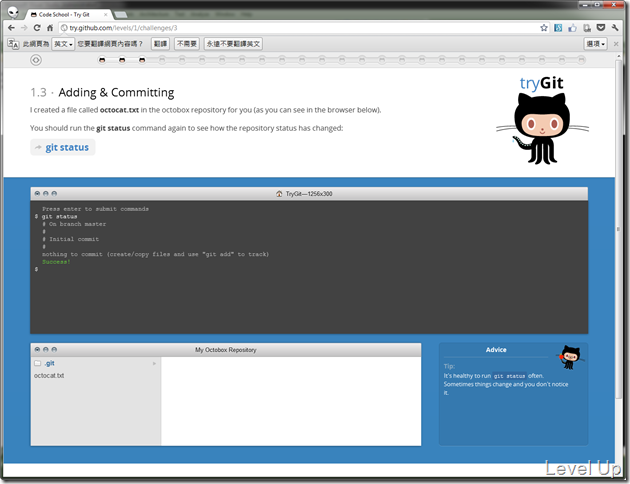 Code School - Try Git
try.github.com/levels/1/challenges/3
此網頁為 英文 您要翻譯網頁內容嗎？ 翻譯 不需要 永遠不要翻譯英文 選項
1.3 • Adding & Committing
tryGit
I created a file called octocat.txt in the octobox repository for you (as you can see in the browser below).
You should run the git status command again to see how the repository status has changed:
git status
TryGit—1256x300
Press enter to submit commands
$ git status
# On branch master
#
# Initial commit
#
nothing to commit (create/copy files and use "git add" to track)
Success!
$
My Octobox Repository
.git
octocat.txt
Advice
Tip:
It's healthy to run git status often.
Sometimes things change and you don't notice
it.
Level Up